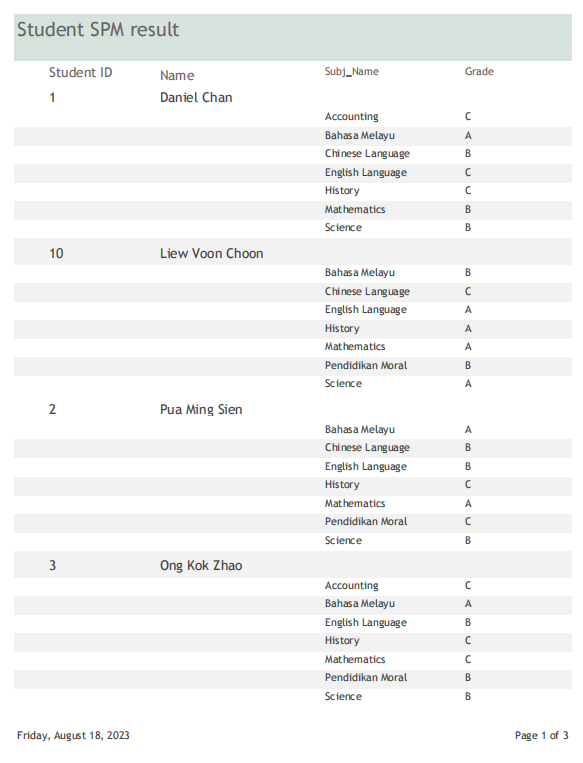 Student SPM result
Student ID Name Subj_Name Grade
1 Daniel Chan
Accounting C
Bahasa Melayu A
Chinese Language B
English Language C
History C
Mathematics B
Science B
10 Liew Voon Choon
Bahasa Melayu B
Chinese Language C
English Language A
History A
Mathematics A
Pendidikan Moral B
Science A
2 Pua Ming Sien
Bahasa Melayu A
Chinese Language B
English Language B
History C
Mathematics A
Pendidikan Moral C
Science B
3 Ong Kok Zhao
Accounting C
Bahasa Melayu A
English Language B
History C
Mathematics C
Pendidikan Moral B
Science B
Friday, August 18, 2023 Page 1 of 3